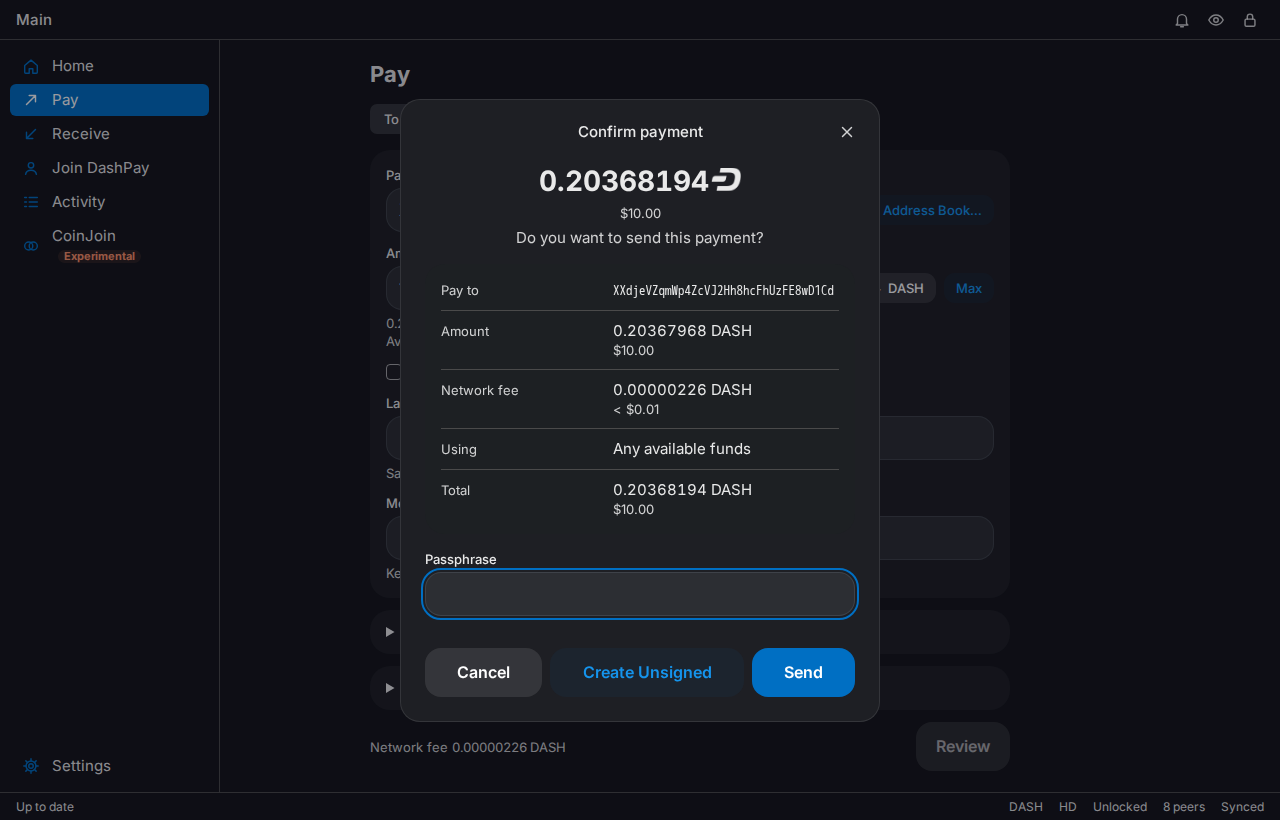 Main
Home
Pay
Receive
Join DashPay
Activity
CoinJoin
Experimental
Settings
Pay
To
Address Book...
DASH
Max
Confirm payment
0.20368194
$10.00
Do you want to send this payment?
Pay to XXdjeVZqmWp4ZcVJ2Hh8hcFhUzFE8wD1Cd
Amount 0.20367968 DASH
$10.00
Network fee 0.00000226 DASH
< $0.01
Using Any available funds
Total 0.20368194 DASH
$10.00
Passphrase
Cancel Create Unsigned Send
Network fee 0.00000226 DASH
Review
Up to date
DASH HD Unlocked 8 peers Synced